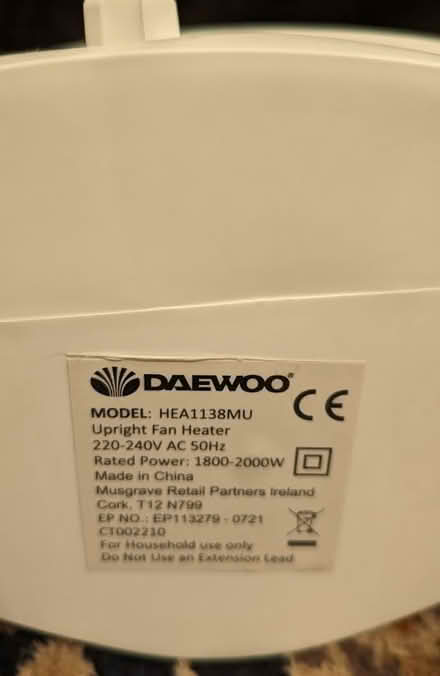 DAEWOO®
CE
MODEL: HEA1138MU
Upright Fan Heater
220-240V AC 50Hz
Rated Power: 1800-2000W
Made in China
Musgrave Retail Partners Ireland
Cork, T12 N799
EP NO.: EP113279 - 0721
CT002210
For Household use only
Do Not Use an Extension Lead